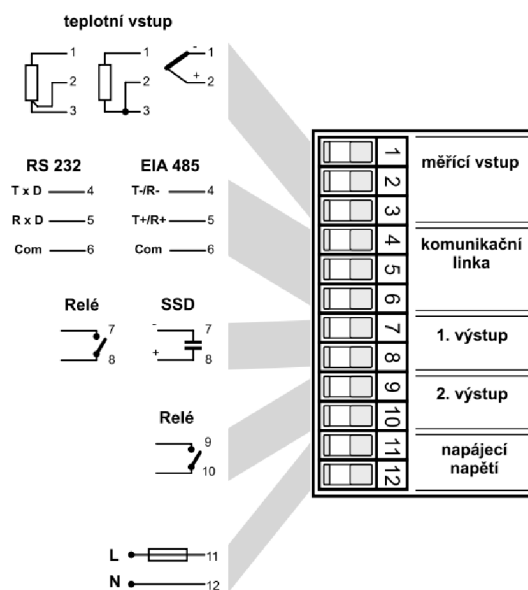 teplotní vstup
1
2
3
1
2
3
- 1
+ 2
RS 232
T x D 4
R x D 5
Com 6
EIA 485
T-/R- 4
T+/R+ 5
Com 6
Relé
7
8
SSD
- 7
+ 8
Relé
9
10
L 11
N 12
1
2
3
4
5
6
7
8
9
10
11
12
měřící vstup
komunikační
linka
1. výstup
2. výstup
napájecí
napětí